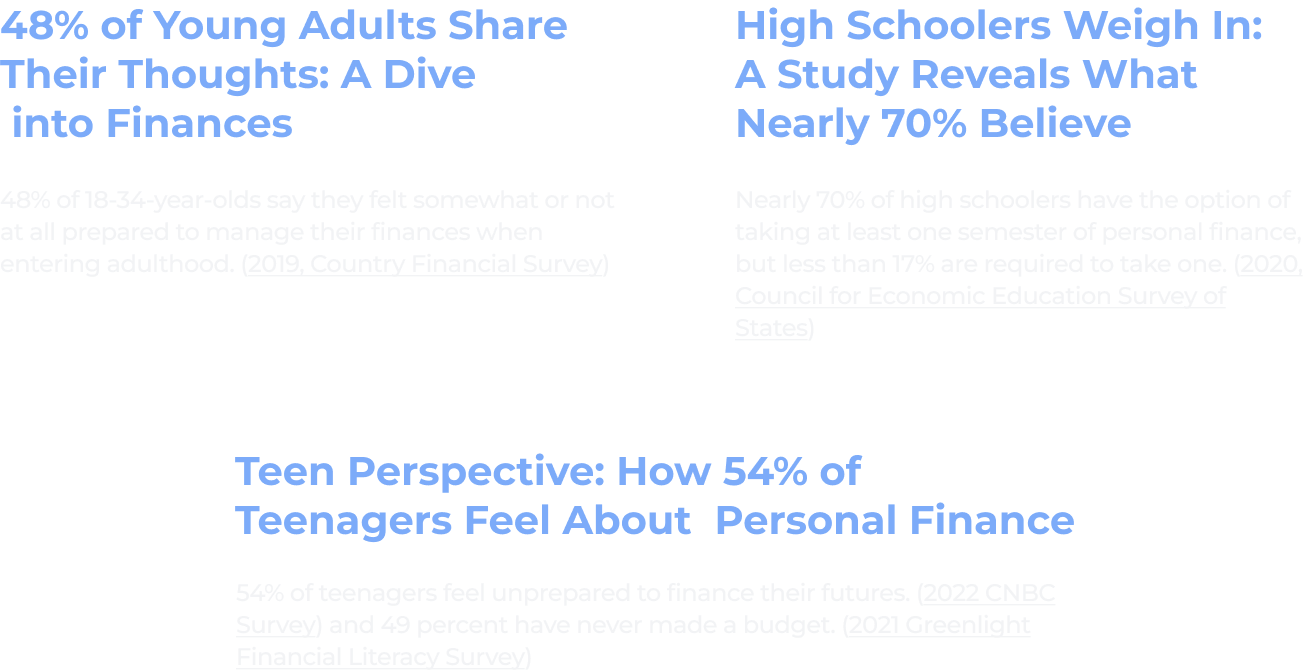 48% of Young Adults Share
Their Thoughts: A Dive
into Finances
48% of 18-34-year-olds say they felt somewhat or not
at all prepared to manage their finances when
entering adulthood. (2019, Country Financial Survey)
High Schoolers Weigh In:
A Study Reveals What
Nearly 70% Believe
Nearly 70% of high schoolers have the option of
taking at least one semester of personal finance,
but less than 17% are required to take one. (2020,
Council for Economic Education Survey of
States)
Teen Perspective: How 54% of
Teenagers Feel About  Personal Finance
54% of teenagers feel unprepared to finance their futures. (2022 CNBC
Survey) and 49 percent have never made a budget. (2021 Greenlight
Financial Literacy Survey)